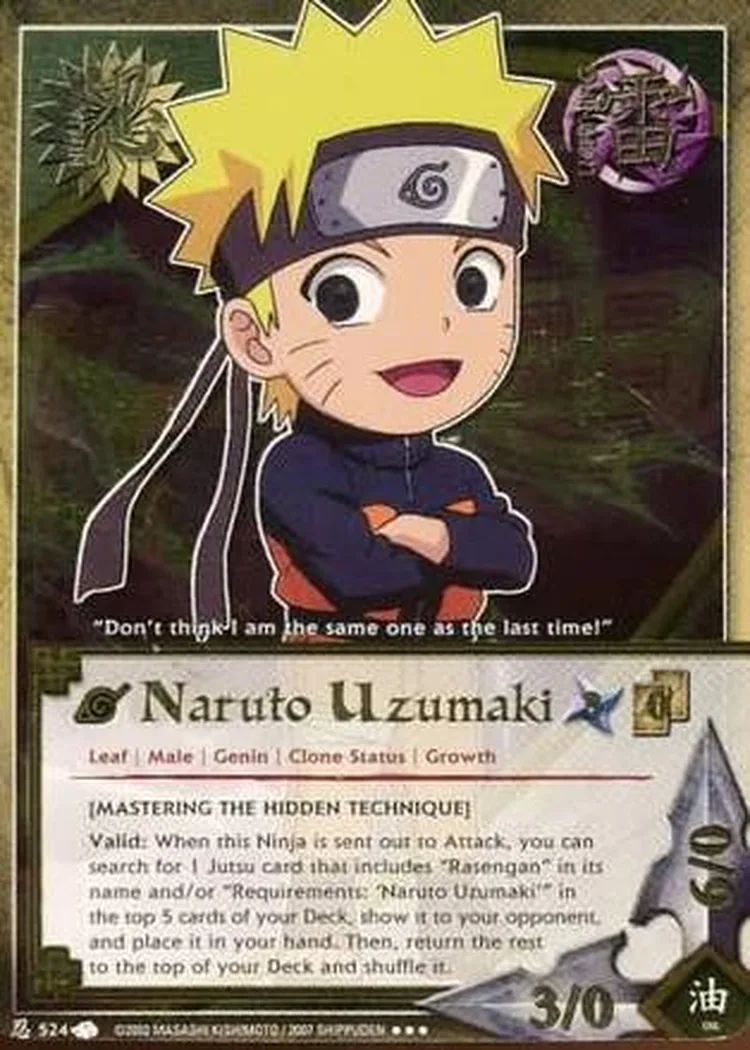 "Don't think I am the same one as the last time!"
Naruto Uzumaki
Leaf | Male | Genin | Clone Status | Growth
[MASTERING THE HIDDEN TECHNIQUE]
Valid: When this Ninja is sent out to Attack, you can
search for 1 Jutsu card that includes "Rasengan" in its
name and/or "Requirements: 'Naruto Uzumaki'" in
the top 5 cards of your Deck, show it to your opponent,
and place it in your hand. Then, return the rest
to the top of your Deck and shuffle it.
6/0
3/0
油
524
©2002 MASASHI KISHIMOTO / 2007 SHIPPUDEN